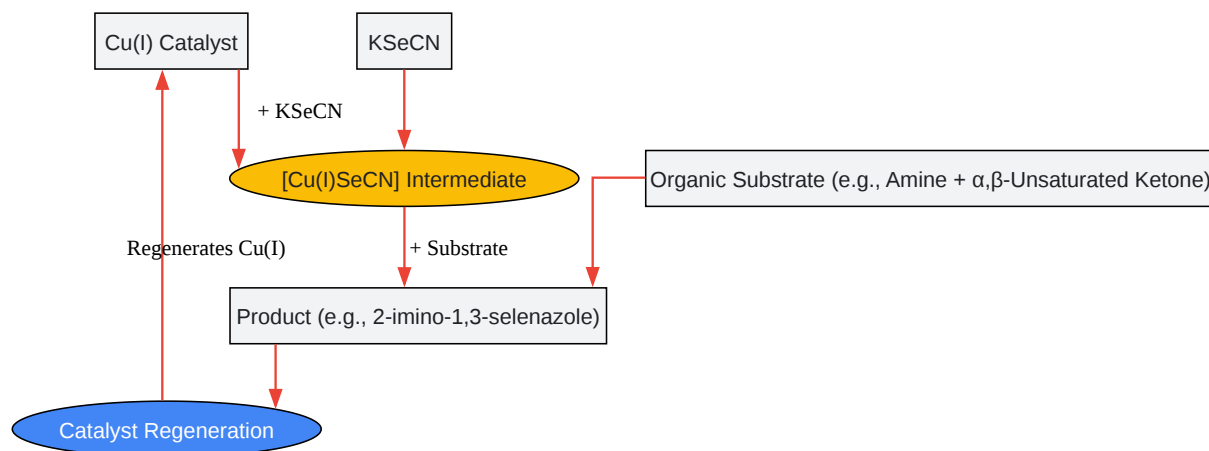 Cu(I) Catalyst
KSeCN
+ KSeCN
[Cu(I)SeCN] Intermediate
Organic Substrate (e.g., Amine + α,β-Unsaturated Ketone)
Regenerates Cu(I)
+ Substrate
Product (e.g., 2-imino-1,3-selenazole)
Catalyst Regeneration